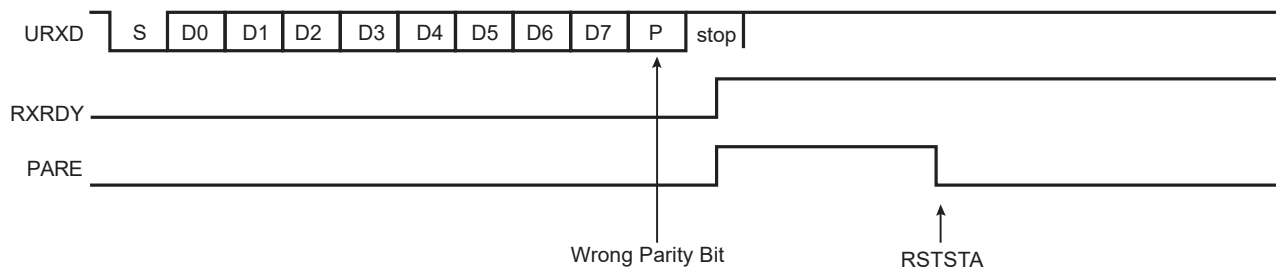 URXD S D0 D1 D2 D3 D4 D5 D6 D7 P stop
RXRDY
PARE
Wrong Parity Bit RSTSTA